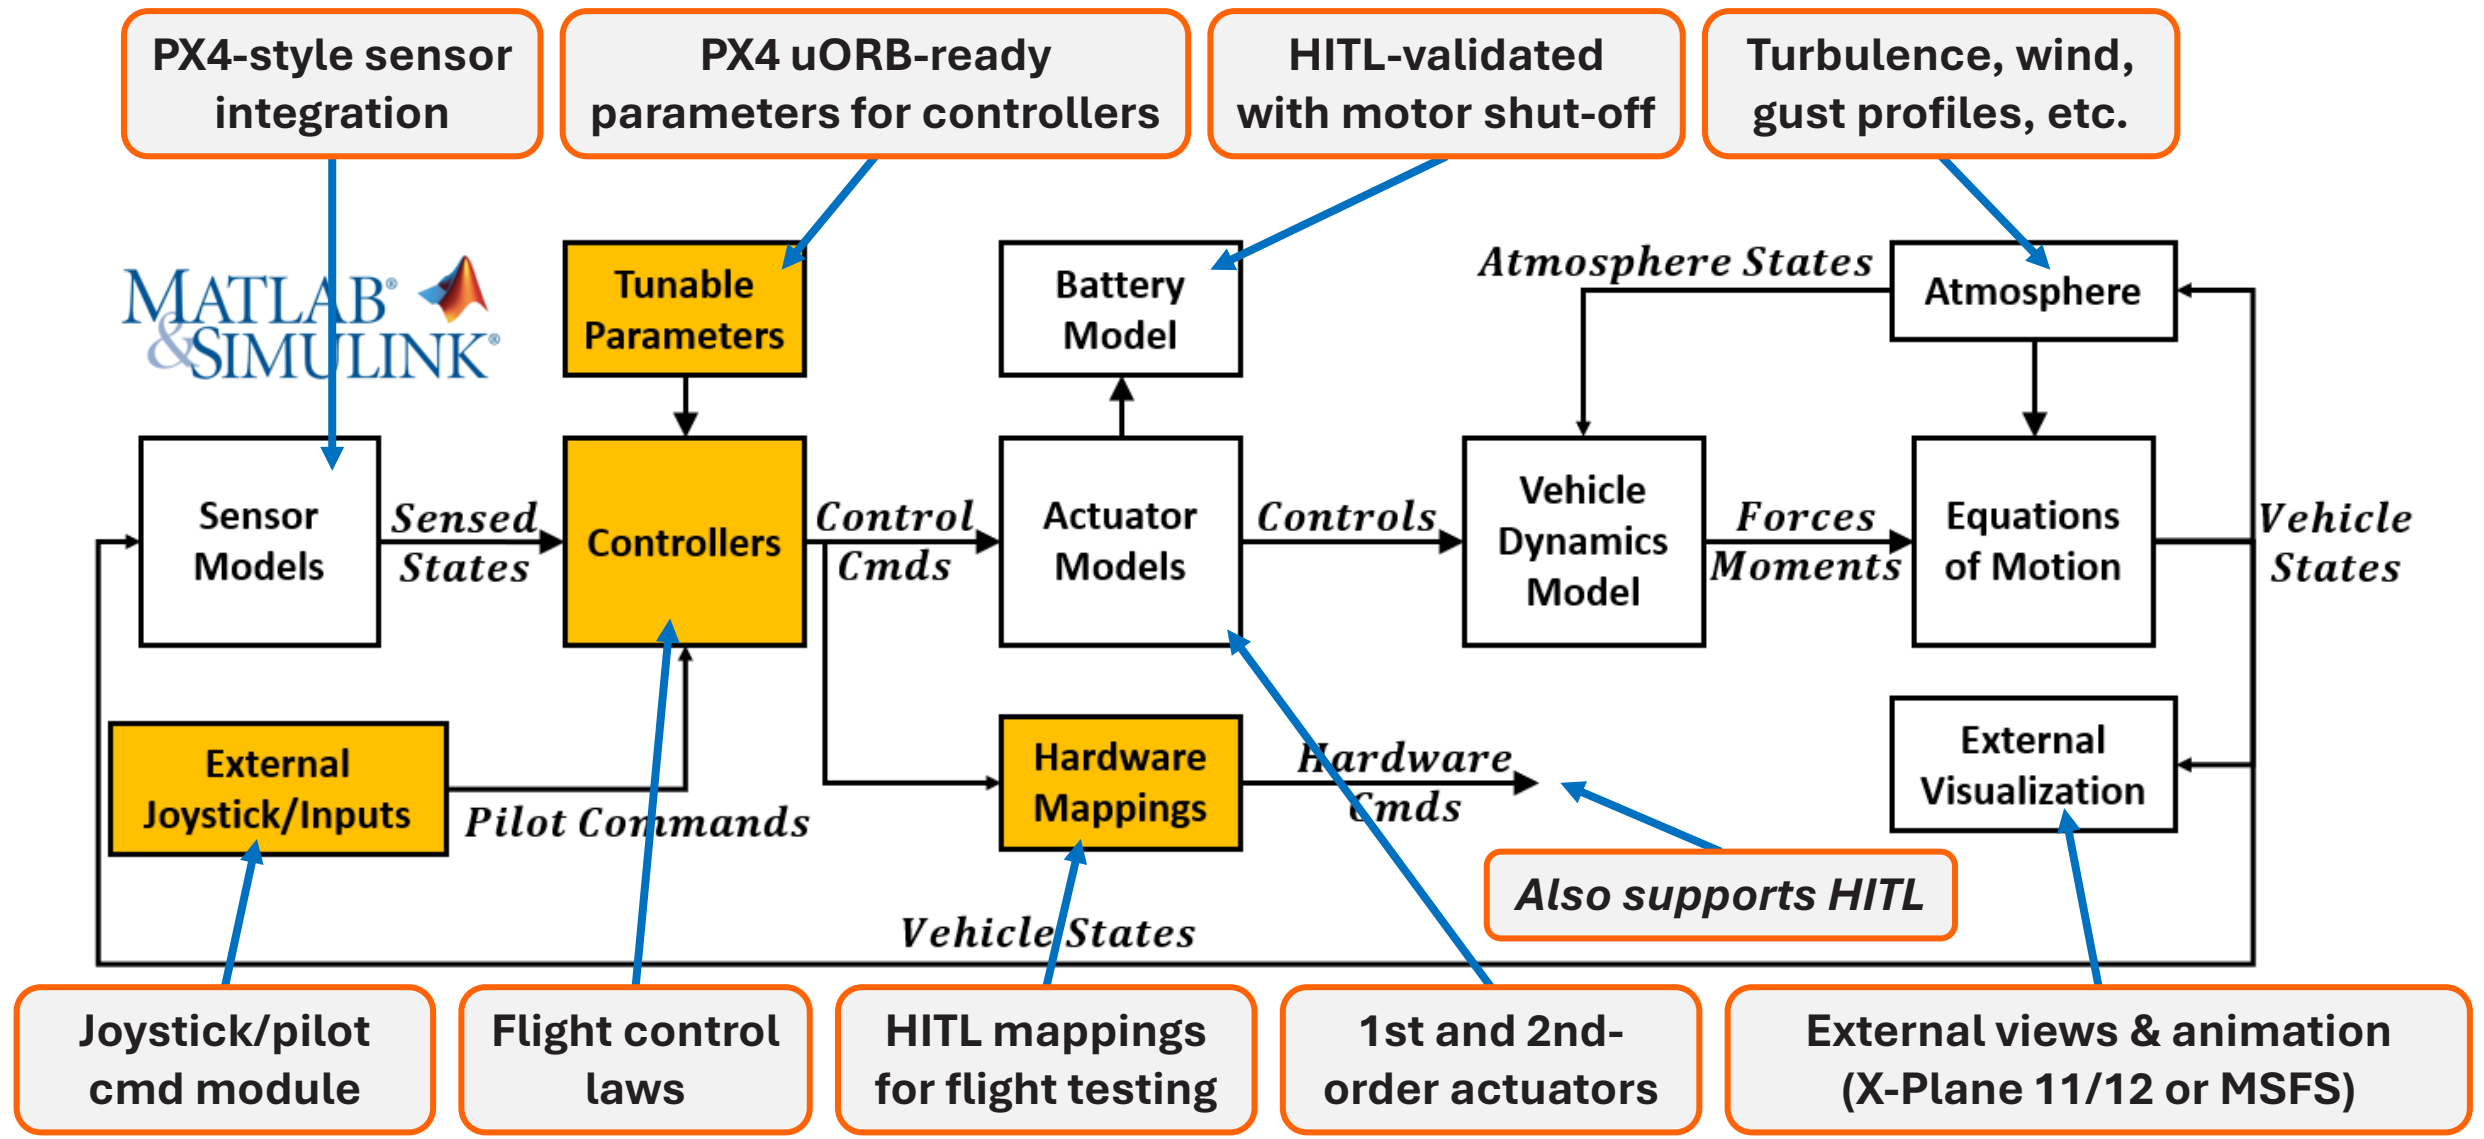 PX4-style sensor
integration
PX4 uORB-ready
parameters for controllers
HITL-validated
with motor shut-off
Turbulence, wind,
gust profiles, etc.
MATLAB®
&SIMULINK®
Tunable
Parameters
Battery
Model
Atmosphere States
Atmosphere
Sensor
Models
Sensed
States
Controllers
Control
Cmds
Actuator
Models
Controls
Vehicle
Dynamics
Model
Forces
Moments
Equations
of Motion
Vehicle
States
External
Joystick/Inputs
Pilot Commands
Hardware
Mappings
Hardware
Cmds
External
Visualization
Also supports HITL
Vehicle States
Joystick/pilot
cmd module
Flight control
laws
HITL mappings
for flight testing
1st and 2nd-
order actuators
External views & animation
(X-Plane 11/12 or MSFS)